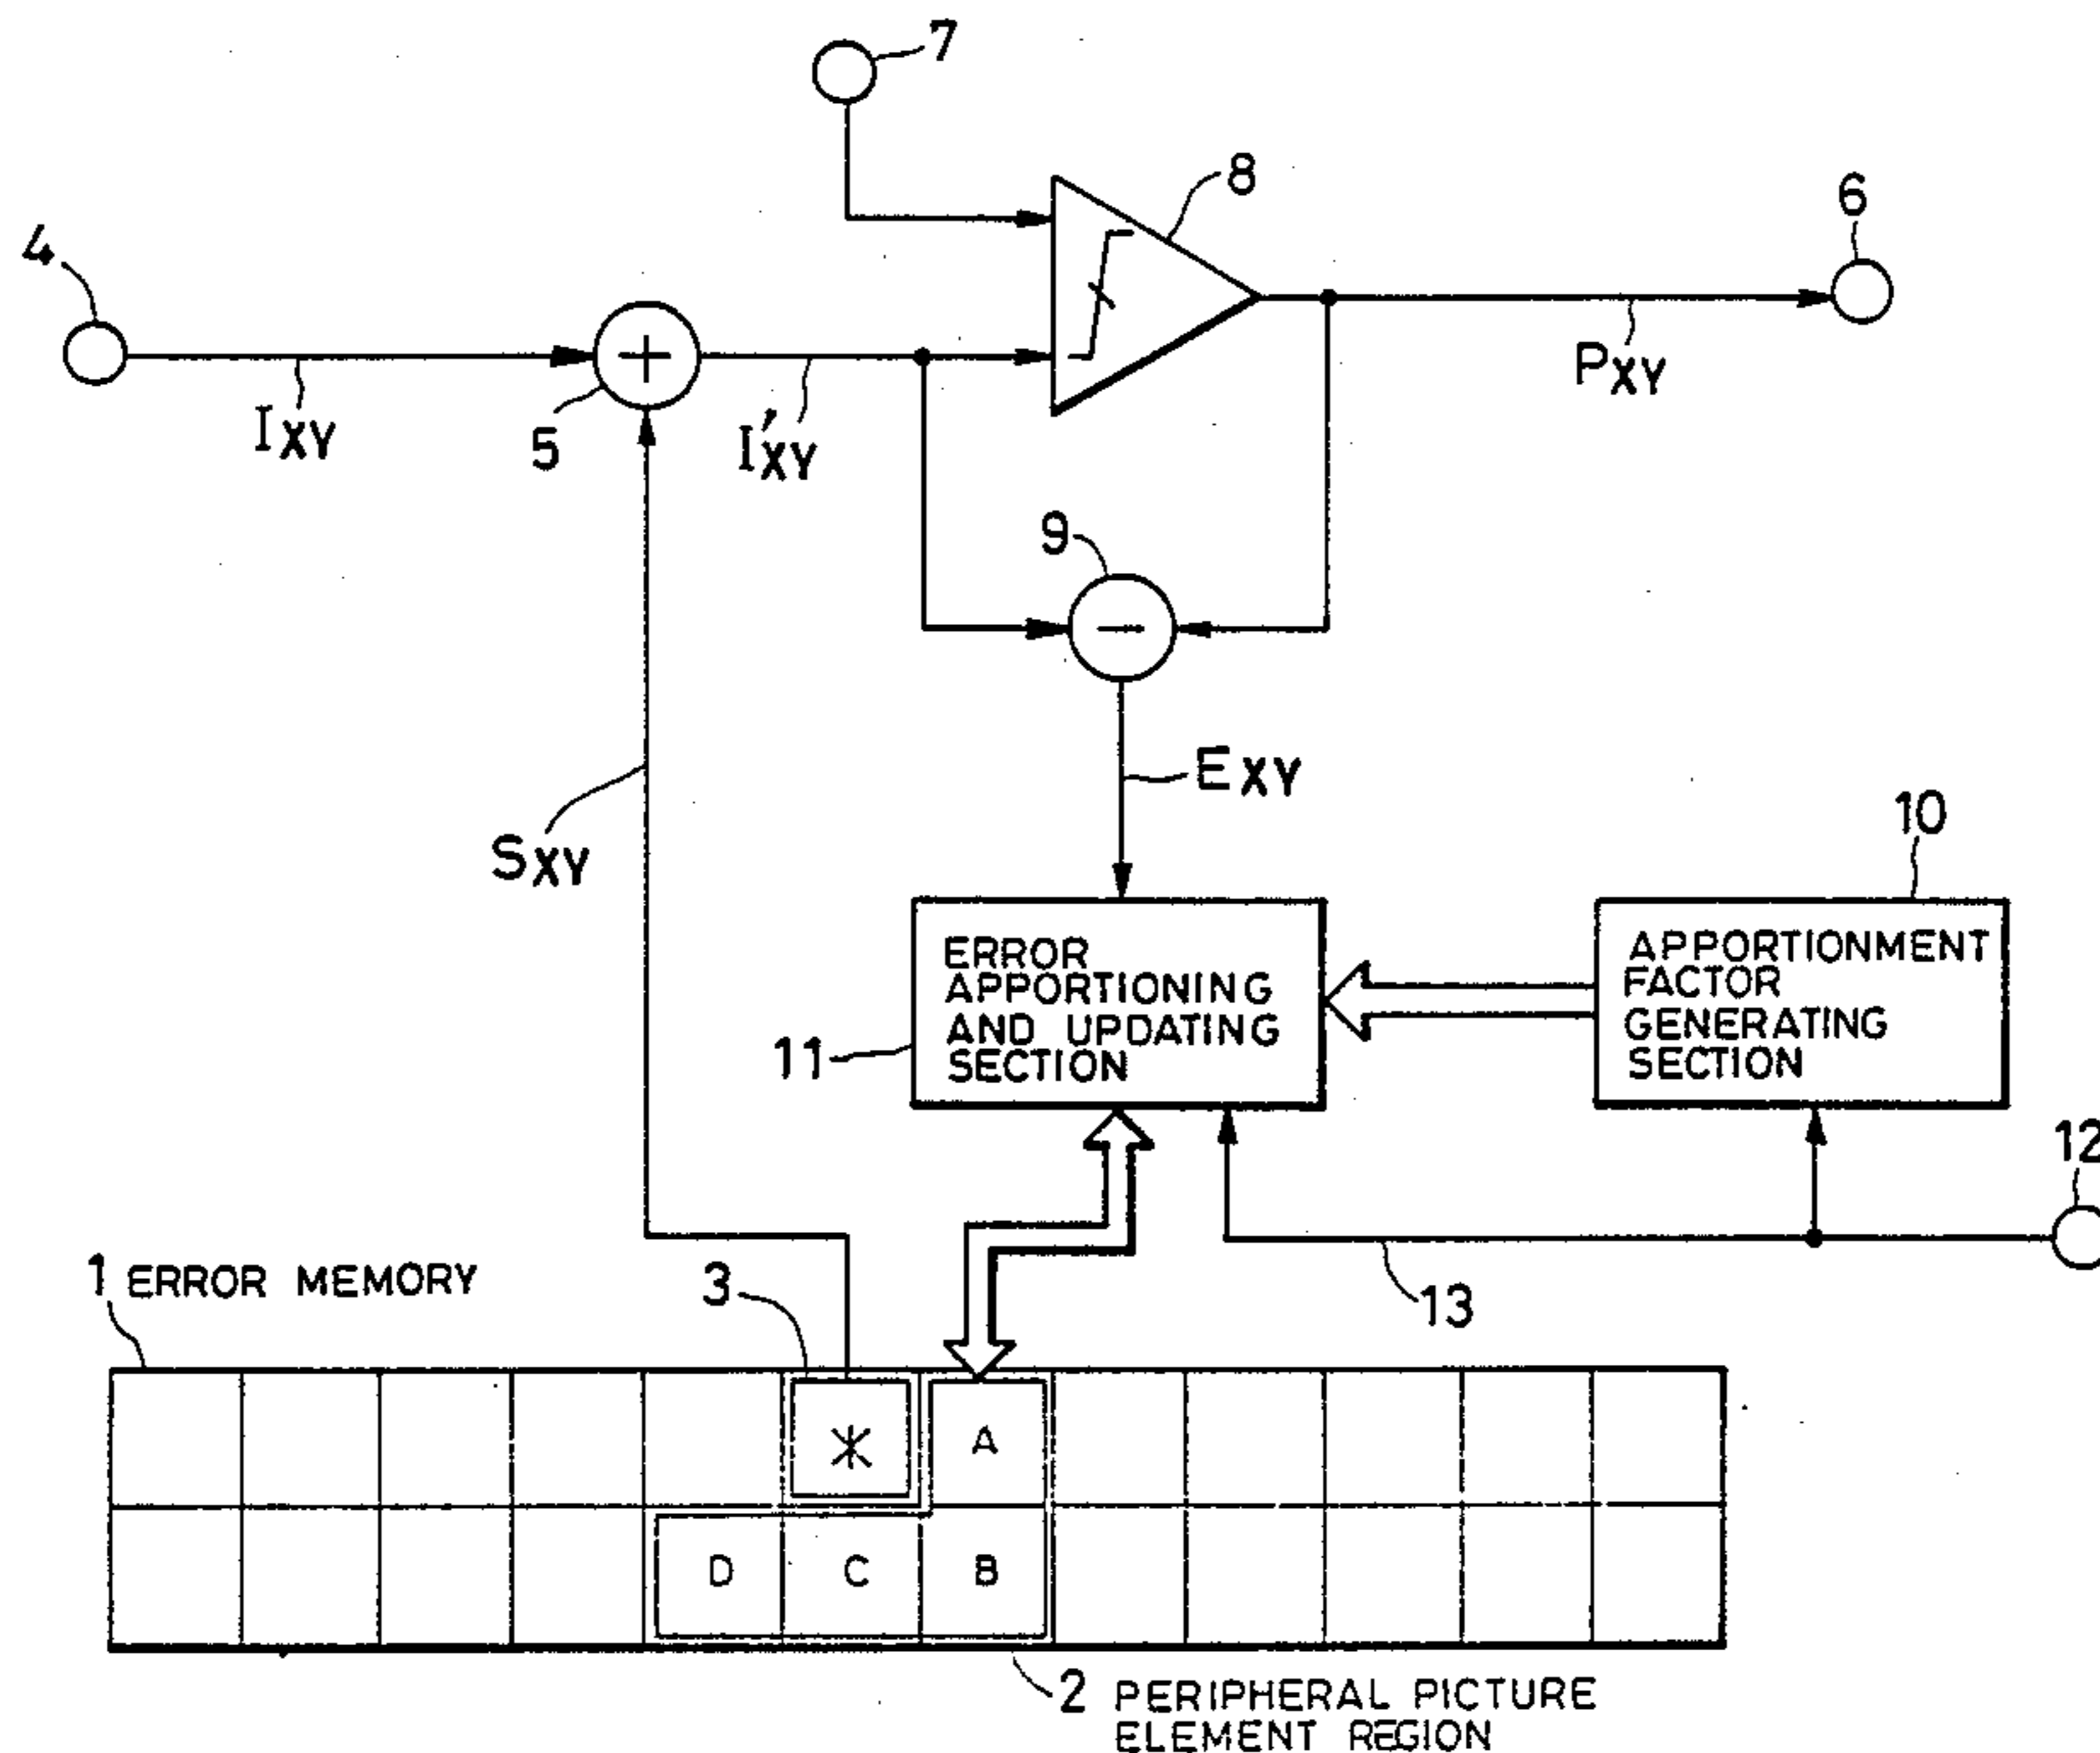 7
8
6
4
I'XY
IXY
5
PXY
9
EXY
SXY
10
ERROR
APPORTIONING
AND UPDATING
SECTION
APPORTIONMENT
FACTOR
GENERATING
SECTION
11
12
13
1 ERROR MEMORY
3
*
A
D
C
B
2 PERIPHERAL PICTURE
ELEMENT REGION